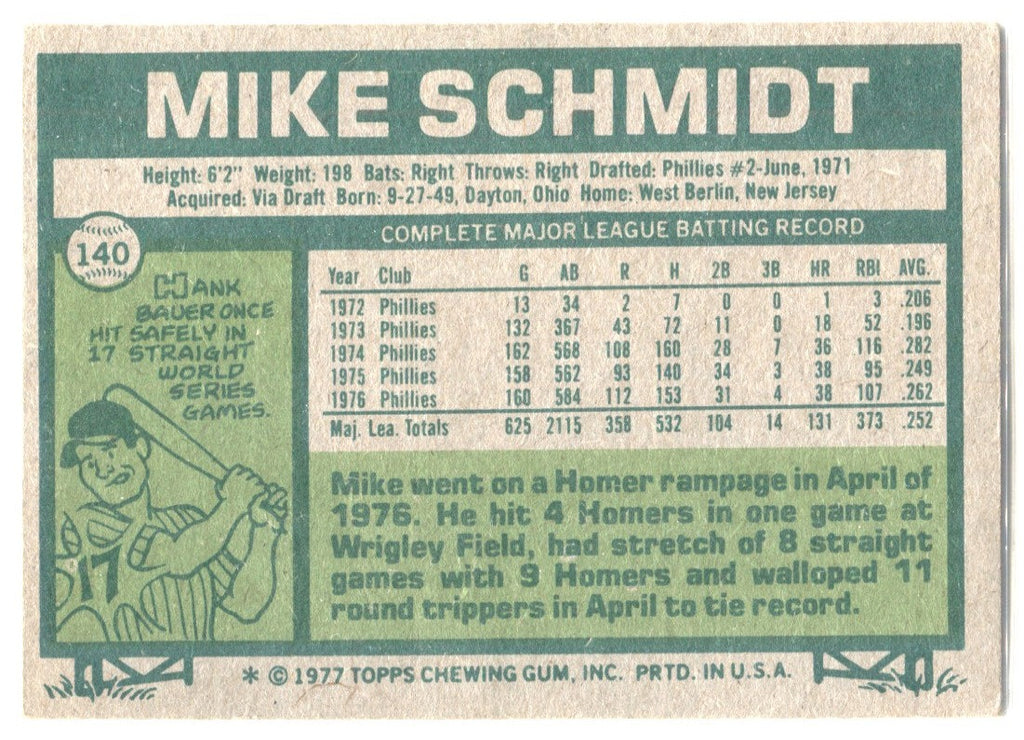 MIKE SCHMIDT
Height: 6'2" Weight: 198 Bats: Right Throws: Right Drafted: Phillies #2-June, 1971
Acquired: Via Draft Born: 9-27-49, Dayton, Ohio Home: West Berlin, New Jersey
140
COMPLETE MAJOR LEAGUE BATTING RECORD
Year Club G AB R H 2B 3B HR RBI AVG.
1972 Phillies 13 34 2 7 0 0 1 3 .206
1973 Phillies 132 367 43 72 11 0 18 52 .196
1974 Phillies 162 568 108 160 28 7 36 116 .282
1975 Phillies 158 562 93 140 34 3 38 95 .249
1976 Phillies 160 584 112 153 31 4 38 107 .262
Maj. Lea. Totals 625 2115 358 532 104 14 131 373 .252
HANK
BAUER ONCE
HIT SAFELY IN
17 STRAIGHT
WORLD
SERIES
GAMES.
17
Mike went on a Homer rampage in April of
1976. He hit 4 Homers in one game at
Wrigley Field, had stretch of 8 straight
games with 9 Homers and walloped 11
round trippers in April to tie record.
* © 1977 TOPPS CHEWING GUM, INC. PRTD. IN U.S.A.